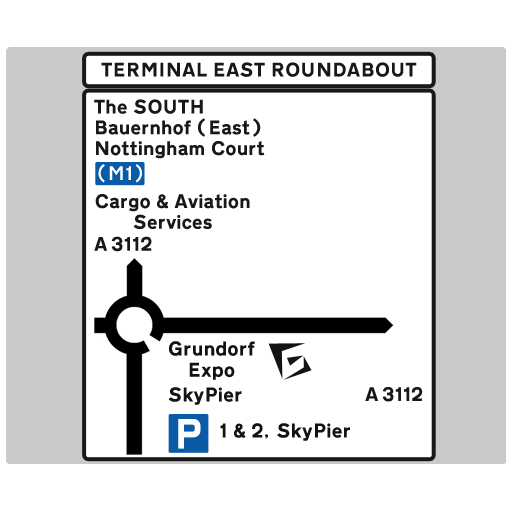 TERMINAL EAST ROUNDABOUT
The SOUTH
Bauernhof (East)
Nottingham Court
(M1)
Cargo & Aviation
Services
A 3112
Grundorf
Expo
SkyPier
A 3112
P 1 & 2, SkyPier